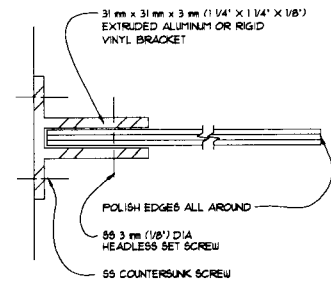 31 mm x 31 mm x 3 mm (1 1/4" X 1 1/4" X 1/8")
EXTRUDED ALUMINUM OR RIGID
VINYL BRACKET
POLISH EDGES ALL AROUND
SS 3 mm (1/8") DIA
HEADLESS SET SCREW
SS COUNTERSUNK SCREW